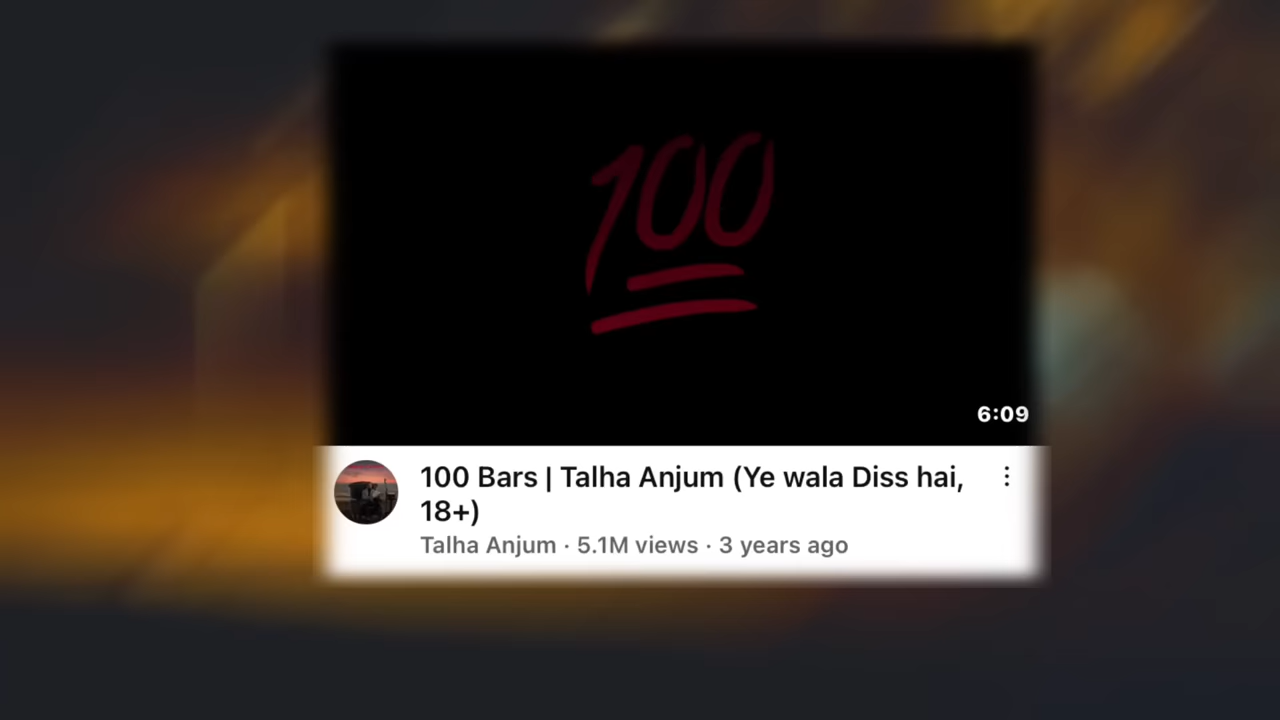 100
6:09
100 Bars | Talha Anjum (Ye wala Diss hai,
18+)
Talha Anjum · 5.1M views · 3 years ago